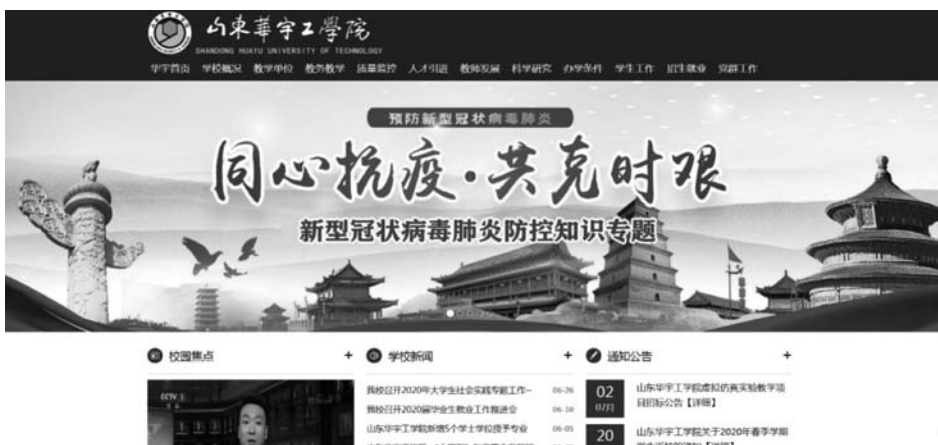 山東華宇工學院
SHANDONG HUAYU UNIVERSITY OF TECHNOLOGY
华宇首页 学校概况 教学单位 教务教学 质量监控 人才引进 教师发展 科学研究 办学条件 学生工作 招生就业 党群工作
预防新型冠状病毒肺炎
同心抗疫·共克时艰
新型冠状病毒肺炎防控知识专题
校园焦点 +
学校新闻 +
通知公告 +
CCTV
我校召开2020年大学生社会实践专题工作~ 06-26
我校召开2020届毕业生就业工作推进会 06-10
山东华宇工学院新增5个学士学位授予专业 06-05
02
07月
山东华宇工学院虚拟仿真实验教学项
目招标公告【详细】
20
山东华宇工学院关于2020年春季学期